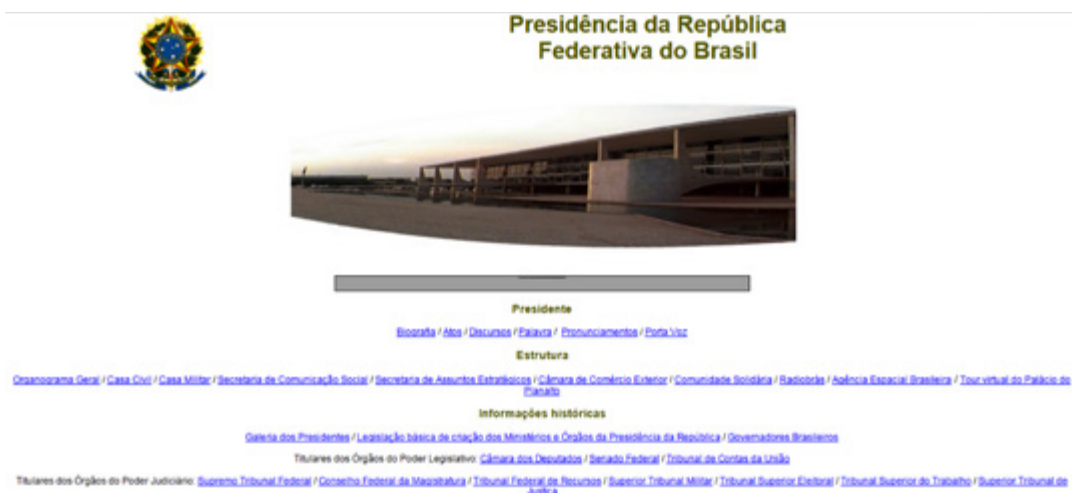 Presidência da República
Federativa do Brasil
Presidente
Biografia / Atos / Discursos / Palavra / Pronunciamentos / Porta Voz
Estrutura
Organograma Geral / Casa Civil / Casa Militar / Secretaria de Comunicação Social / Secretaria de Assuntos Estratégicos / Câmara de Comércio Exterior / Comunidade Solidária / Radiobrás / Agência Espacial Brasileira / Tour virtual do Palácio do
Planalto
Informações históricas
Galeria dos Presidentes / Legislação básica de criação dos Ministérios e Órgãos da Presidência da República / Governadores Brasileiros
Titulares dos Órgãos do Poder Legislativo: Câmara dos Deputados / Senado Federal / Tribunal de Contas da União
Titulares dos Órgãos do Poder Judiciário: Supremo Tribunal Federal / Conselho Federal da Magistratura / Tribunal Federal de Recursos / Superior Tribunal Militar / Tribunal Superior Eleitoral / Tribunal Superior do Trabalho / Superior Tribunal de
Justiça